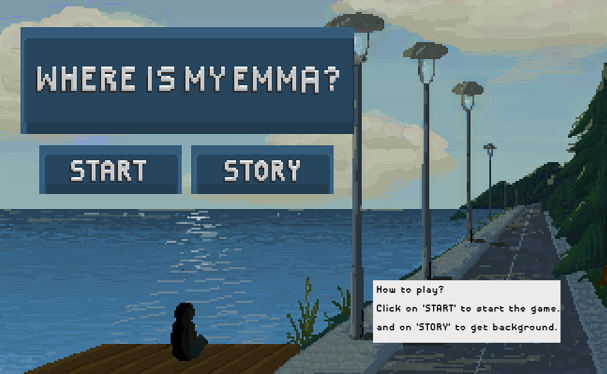 WHERE IS MY EMMA?
START
STORY
How to play?
Click on 'START' to start the game.
and on 'STORY' to get background.